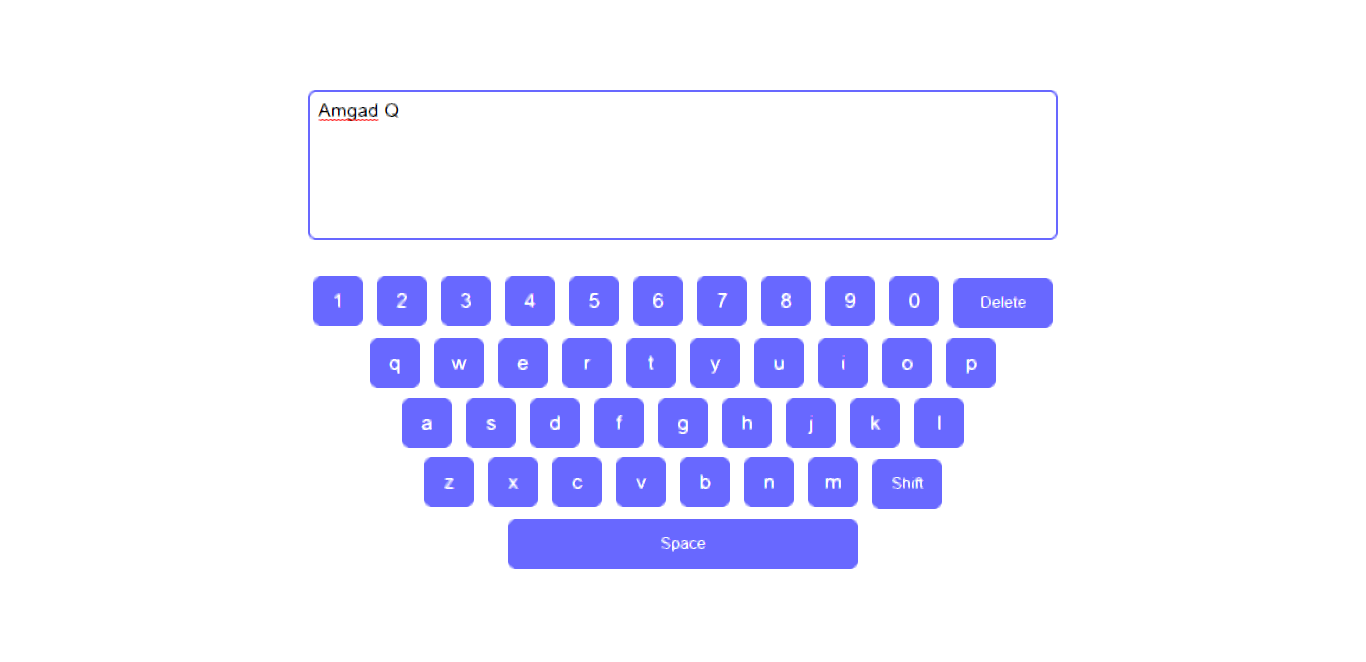 Amgad Q
1 2 3 4 5 6 7 8 9 0 Delete
q w e r t y u i o p
a s d f g h j k l
z x c v b n m Shift
Space